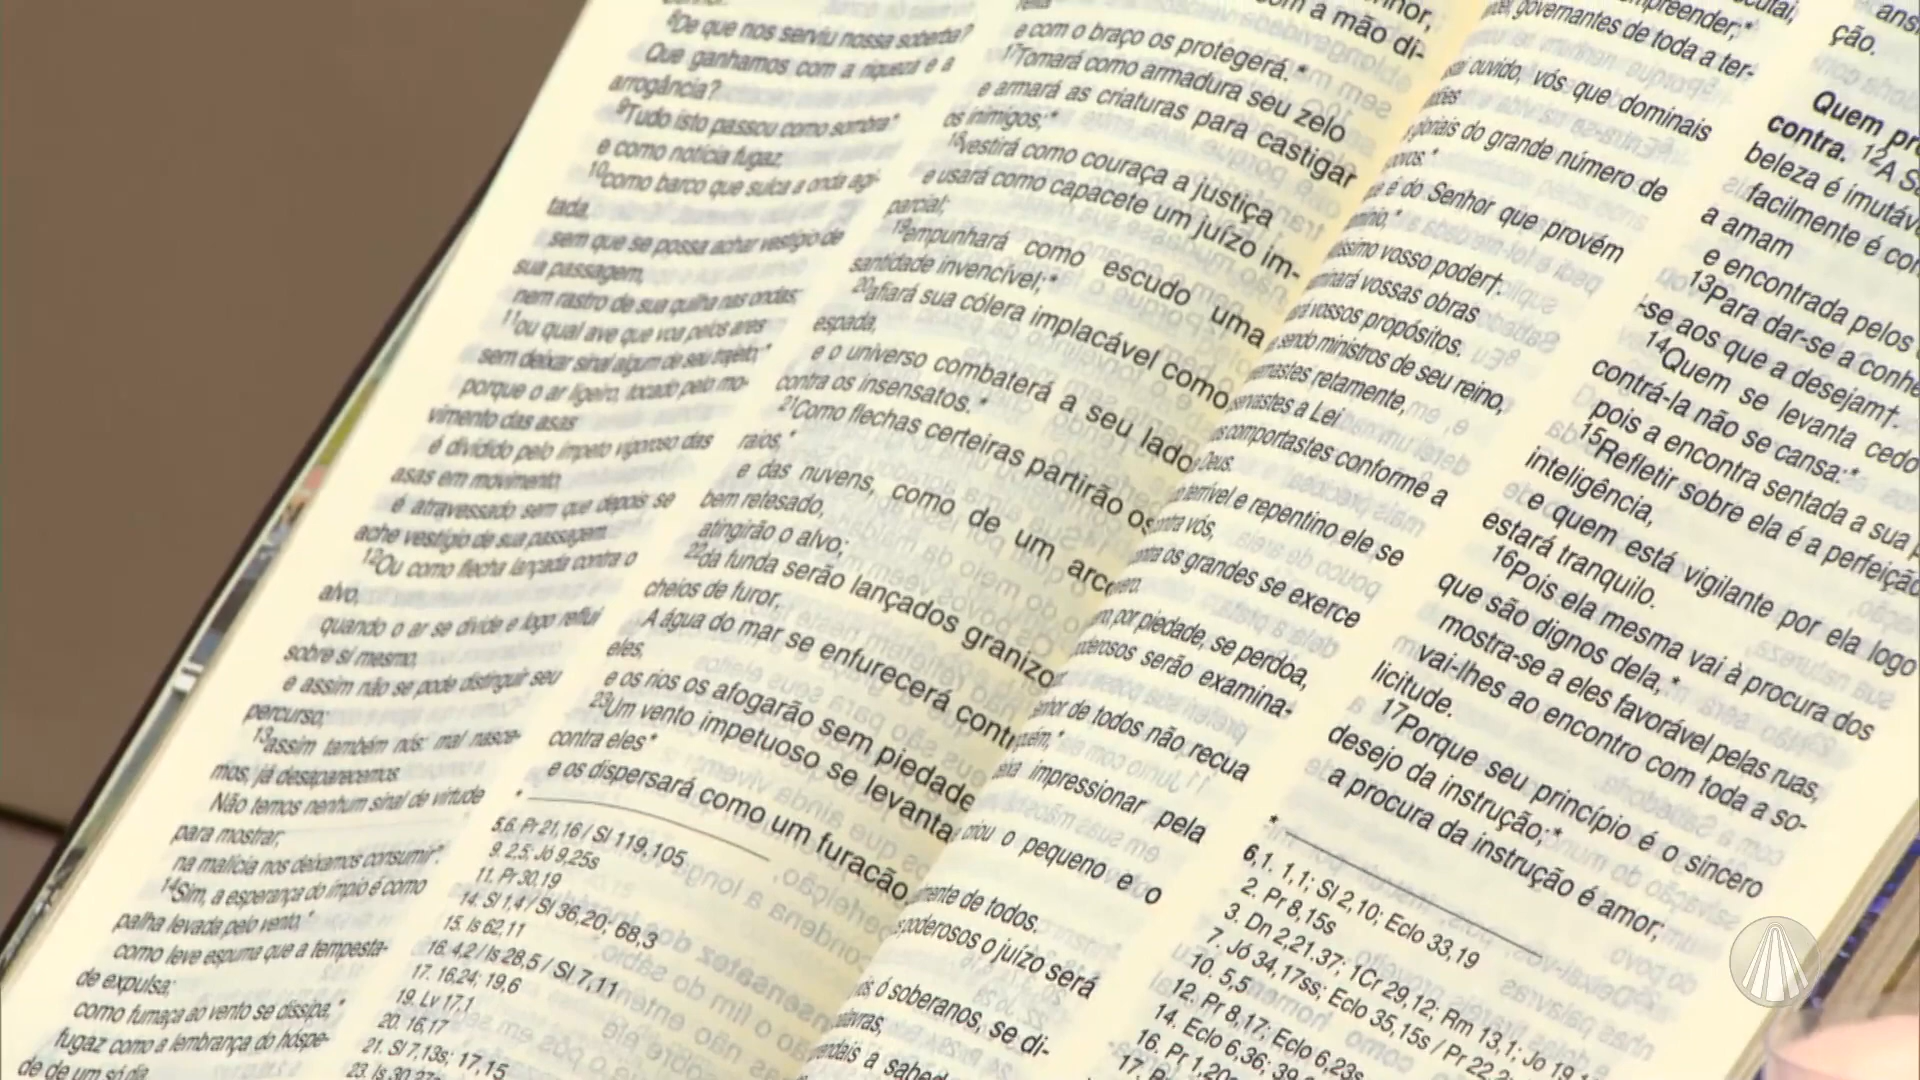 ⁸De que nos serviu nossa soberba?
Que ganhamos com a riqueza e a
arrogância?
⁹Tudo isto passou como sombra*
e como notícia fugaz,
¹⁰como barco que sulca a onda agi-
tada,
sem que se possa achar vestígio de
sua passagem,
nem rastro de sua quilha nas ondas;
¹¹ou qual ave que voa pelos ares
sem deixar sinal algum de seu trajeto;*
porque o ar ligeiro, tocado pelo mo-
vimento das asas
é dividido pelo ímpeto vigoroso das
asas em movimento,
é atravessado sem que depois se
ache vestígio de sua passagem.
¹²Ou como flecha lançada contra o
alvo,
quando o ar se divide e logo reflui
sobre si mesmo,
e assim não se pode distinguir seu
percurso;
¹³assim também nós: mal nasce-
mos, já desaparecemos.
Não temos nenhum sinal de virtude
para mostrar;
na malícia nos deixamos consumir".
¹⁴Sim, a esperança do ímpio é como
palha levada pelo vento,*
como leve espuma que a tempesta-
de expulsa;
como fumaça ao vento se dissipa,*
fugaz como a lembrança do hóspe-
de de um só dia.
com a mão di-
e com o braço os protegerá.*
¹⁷Tomará como armadura seu zelo
e armará as criaturas para castigar
os inimigos;*
¹⁸vestirá como couraça a justiça
e usará como capacete um juízo im-
parcial;
¹⁹empunhará como escudo uma
santidade invencível;*
²⁰afiará sua cólera implacável como
espada,
e o universo combaterá a seu lado
contra os insensatos.*
²¹Como flechas certeiras partirão os
raios,*
e das nuvens, como de um arco
bem retesado,
atingirão o alvo;
²²da funda serão lançados granizos
cheios de furor.
A água do mar se enfurecerá contra
eles,
e os rios os afogarão sem piedade.
²³Um vento impetuoso se levantará
contra eles*
e os dispersará como um furacão.
*
5,6. Pr 21,16 / Sl 119,105
9. 2,5; Jó 9,25s
11. Pr 30,19
14. Sl 1,4 / Sl 36,20; 68,3
15. Is 62,11
16. 4,2 / Is 28,5 / Sl 7,11
17. 16,24; 19,6
19. Lv 17,1
20. 16,17
21. Sl 7,13s; 17,15
23. Is 30,27s
governantes de toda a ter-
ouvido, vós que dominais
do grande número de
é do Senhor que provém
vosso poder†.
vossas obras
vossos propósitos.
sendo ministros de seu reino,
retamente,
a Lei
comportastes conforme a
Deus.
terrível e repentino ele se
vós,
os grandes se exerce
por piedade, se perdoa,
poderosos serão examina-
de todos não recua
impressionar pela
criou o pequeno e o
de todos.
poderosos o juízo será
ó soberanos, se di-
a
ção.
Quem
contra. ¹²A
beleza é
facilmente é
a amam
e encontrada pelos
¹³Para dar-se a
-se aos que a desejam†.
¹⁴Quem se levanta cedo
contrá-la não se cansa:*
pois a encontra sentada a sua
¹⁵Refletir sobre ela é a perfeição
inteligência,
e quem está vigilante por ela logo
estará tranquilo.
¹⁶Pois ela mesma vai à procura dos
que são dignos dela,*
mostra-se a eles favorável pelas ruas,
vai-lhes ao encontro com toda a so-
licitude.
¹⁷Porque seu princípio é o sincero
desejo da instrução;*
a procura da instrução é amor;
*
6,1. 1,1; Sl 2,10; Eclo 33,19
2. Pr 8,15s
3. Dn 2,21.37; 1Cr 29,12; Rm 13,1; Jo 19,
7. Jó 34,17ss; Eclo 35,15s / Pr 22,2
10. 5,5
12. Pr 8,17; Eclo 6,23s
14. Eclo 6,36; 39,
16. Pr 1,20s
17.